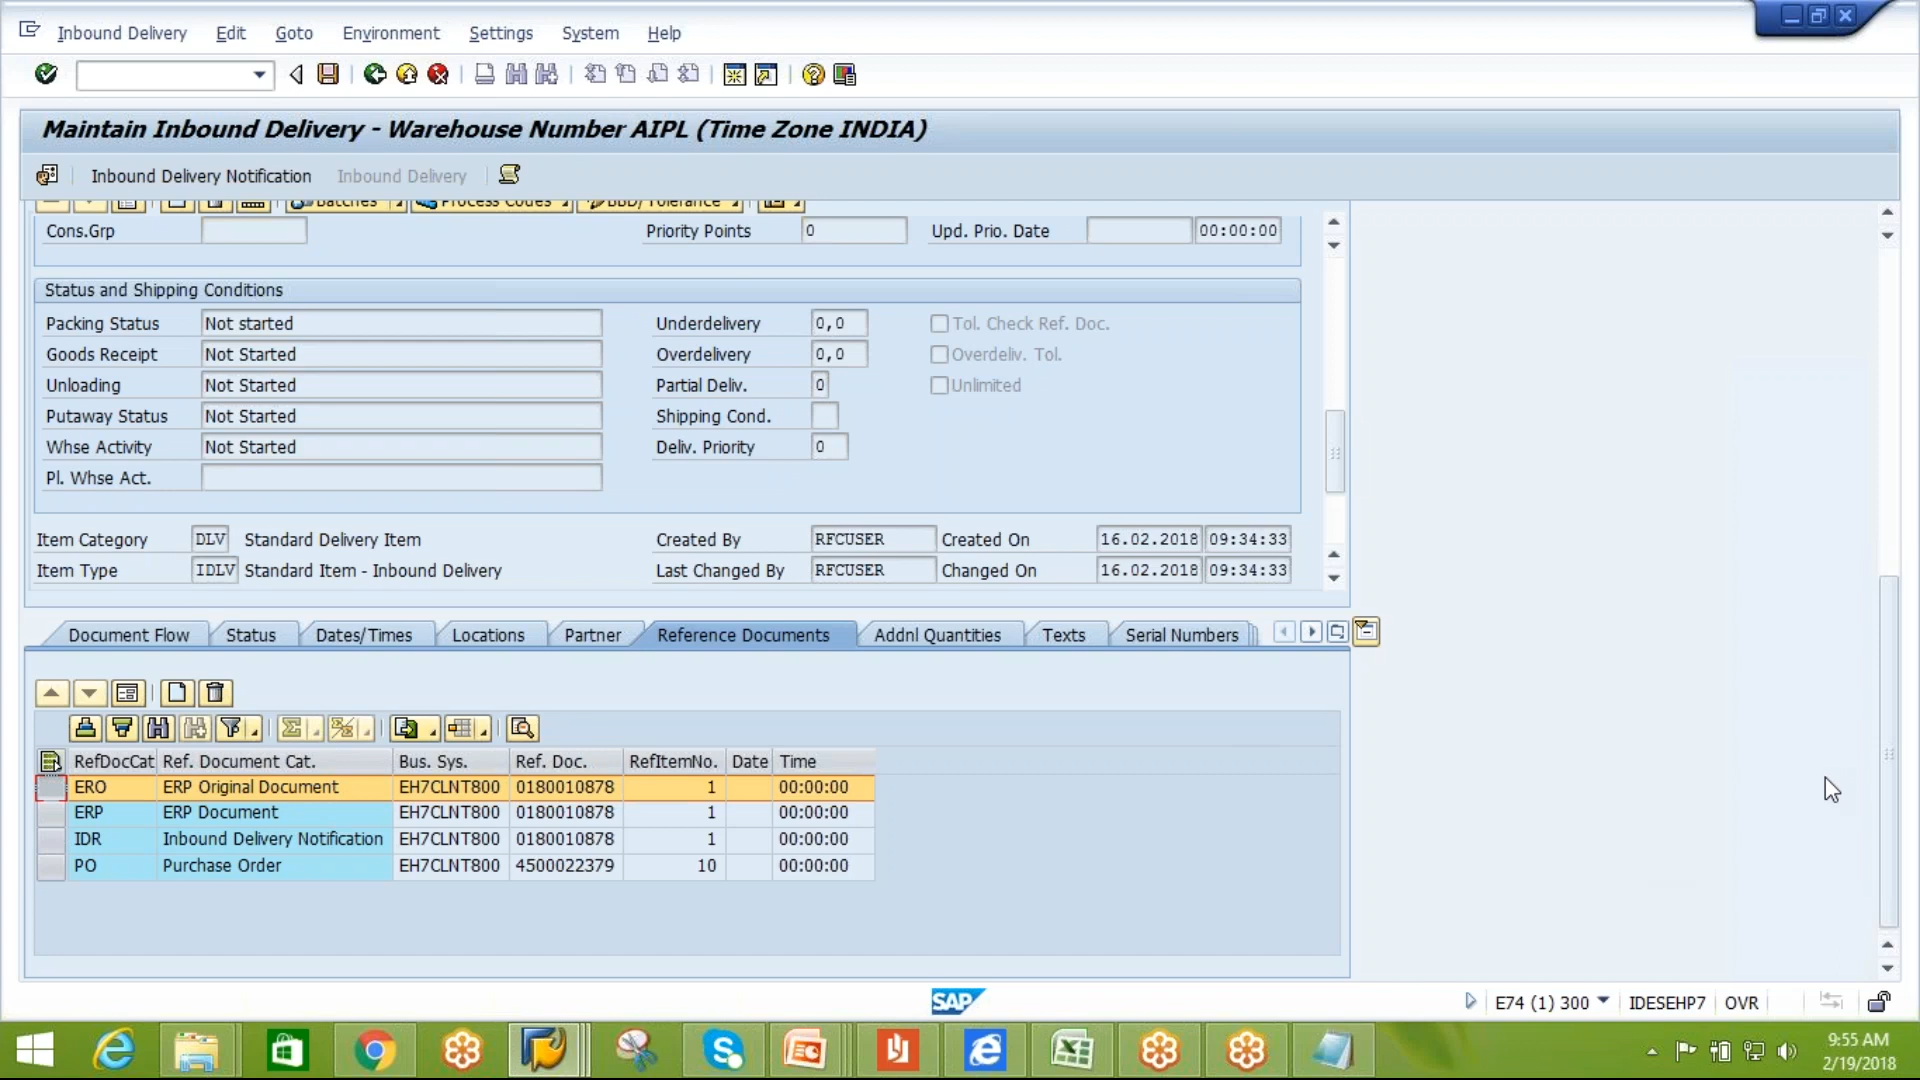 Inbound Delivery Edit Goto Environment Settings System Help
Maintain Inbound Delivery - Warehouse Number AIPL (Time Zone INDIA)
Inbound Delivery Notification Inbound Delivery
Batches Process Codes BBD/Tolerance
Cons.Grp Priority Points 0 Upd. Prio. Date 00:00:00
Status and Shipping Conditions
Packing Status Not started Underdelivery 0,0 Tol. Check Ref. Doc.
Goods Receipt Not Started Overdelivery 0,0 Overdeliv. Tol.
Unloading Not Started Partial Deliv. 0 Unlimited
Putaway Status Not Started Shipping Cond.
Whse Activity Not Started Deliv. Priority 0
Pl. Whse Act.
Item Category DLV Standard Delivery Item Created By RFCUSER Created On 16.02.2018 09:34:33
Item Type IDLV Standard Item - Inbound Delivery Last Changed By RFCUSER Changed On 16.02.2018 09:34:33
Document Flow Status Dates/Times Locations Partner Reference Documents Addnl Quantities Texts Serial Numbers
RefDocCat Ref. Document Cat. Bus. Sys. Ref. Doc. RefItemNo. Date Time
ERO ERP Original Document EH7CLNT800 0180010878 1 00:00:00
ERP ERP Document EH7CLNT800 0180010878 1 00:00:00
IDR Inbound Delivery Notification EH7CLNT800 0180010878 1 00:00:00
PO Purchase Order EH7CLNT800 4500022379 10 00:00:00
SAP E74 (1) 300 IDESEHP7 OVR
9:55 AM
2/19/2018